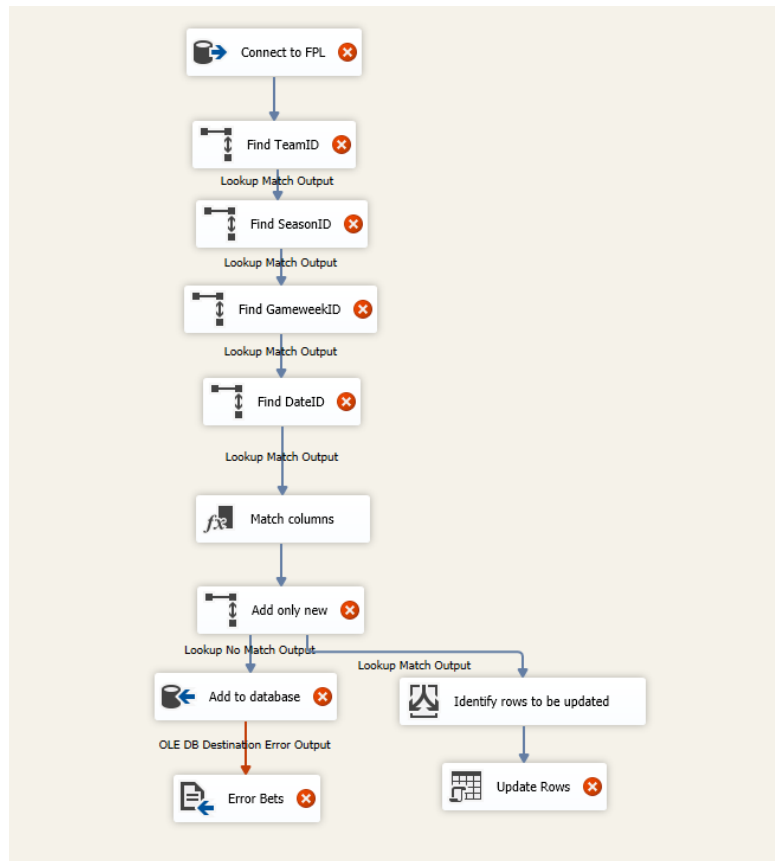 Connect to FPL
Find TeamID
Lookup Match Output
Find SeasonID
Lookup Match Output
Find GameweekID
Lookup Match Output
Find DateID
Lookup Match Output
fx Match columns
Add only new
Lookup No Match Output
Lookup Match Output
Add to database
Identify rows to be updated
OLE DB Destination Error Output
Error Bets
Update Rows